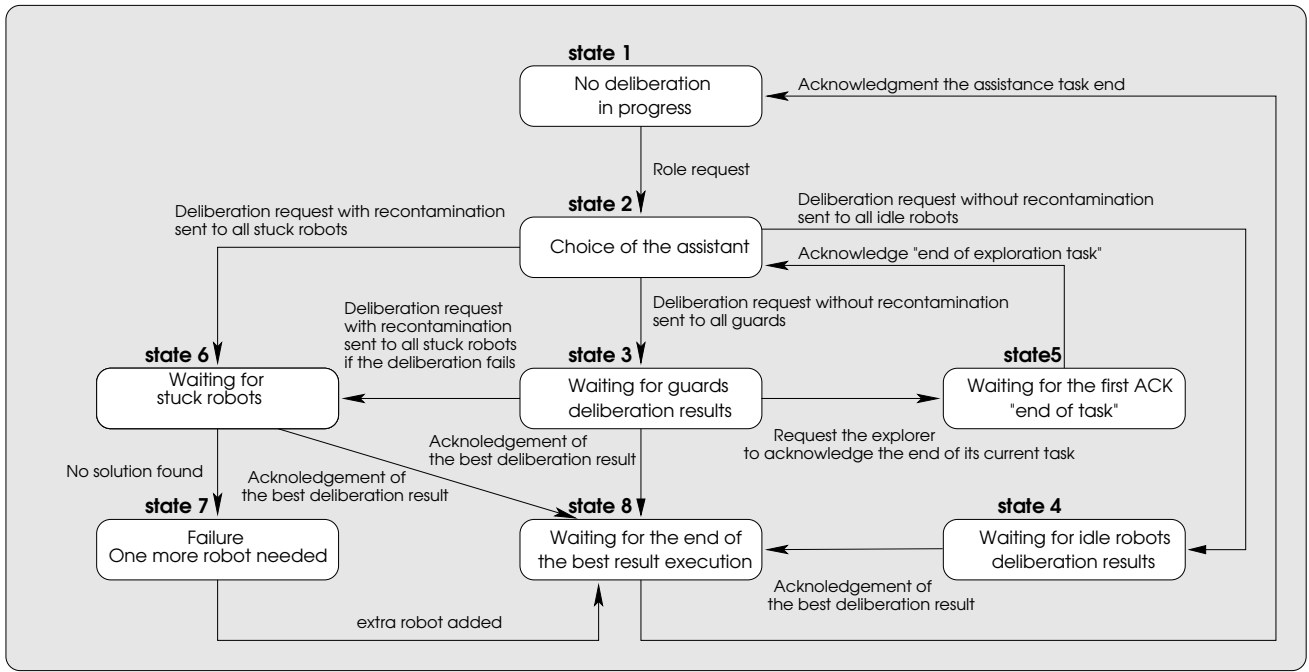 state 1
No deliberation
in progress
Acknowledgment the assistance task end
Role request
state 2
Choice of the assistant
Deliberation request with recontamination
sent to all stuck robots
Deliberation request without recontamination
sent to all idle robots
Acknowledge "end of exploration task"
Deliberation request
with recontamination
sent to all stuck robots
if the deliberation fails
Deliberation request without recontamination
sent to all guards
state 6
Waiting for
stuck robots
state 3
Waiting for guards
deliberation results
state5
Waiting for the first ACK
"end of task"
No solution found
Acknoledgement of
the best deliberation result
Acknoledgement of
the best deliberation result
Request the explorer
to acknowledge the end of its current task
state 7
Failure
One more robot needed
state 8
Waiting for the end of
the best result execution
state 4
Waiting for idle robots
deliberation results
Acknoledgement of
the best deliberation result
extra robot added